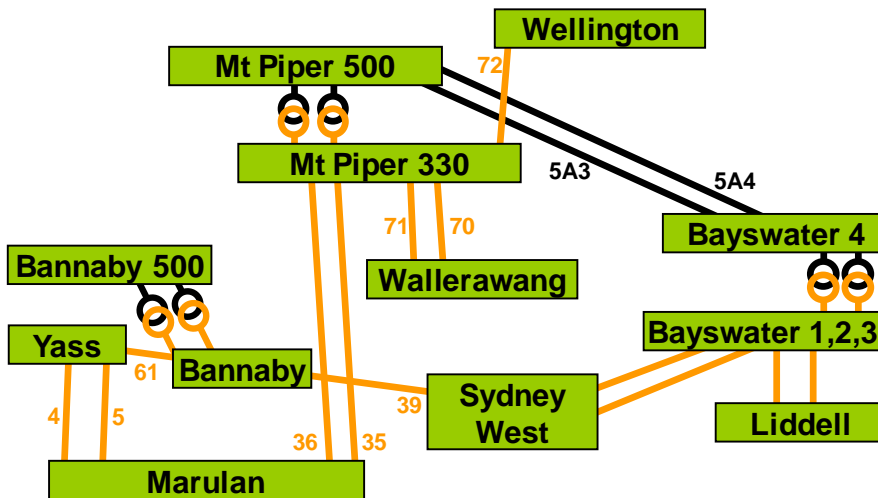 Wellington
Mt Piper 500
72
Mt Piper 330
5A3
5A4
71
70
Bayswater 4
Bannaby 500
Wallerawang
Yass
61
Bannaby
Bayswater 1,2,3
39
Sydney
West
Liddell
4
5
36
35
Marulan